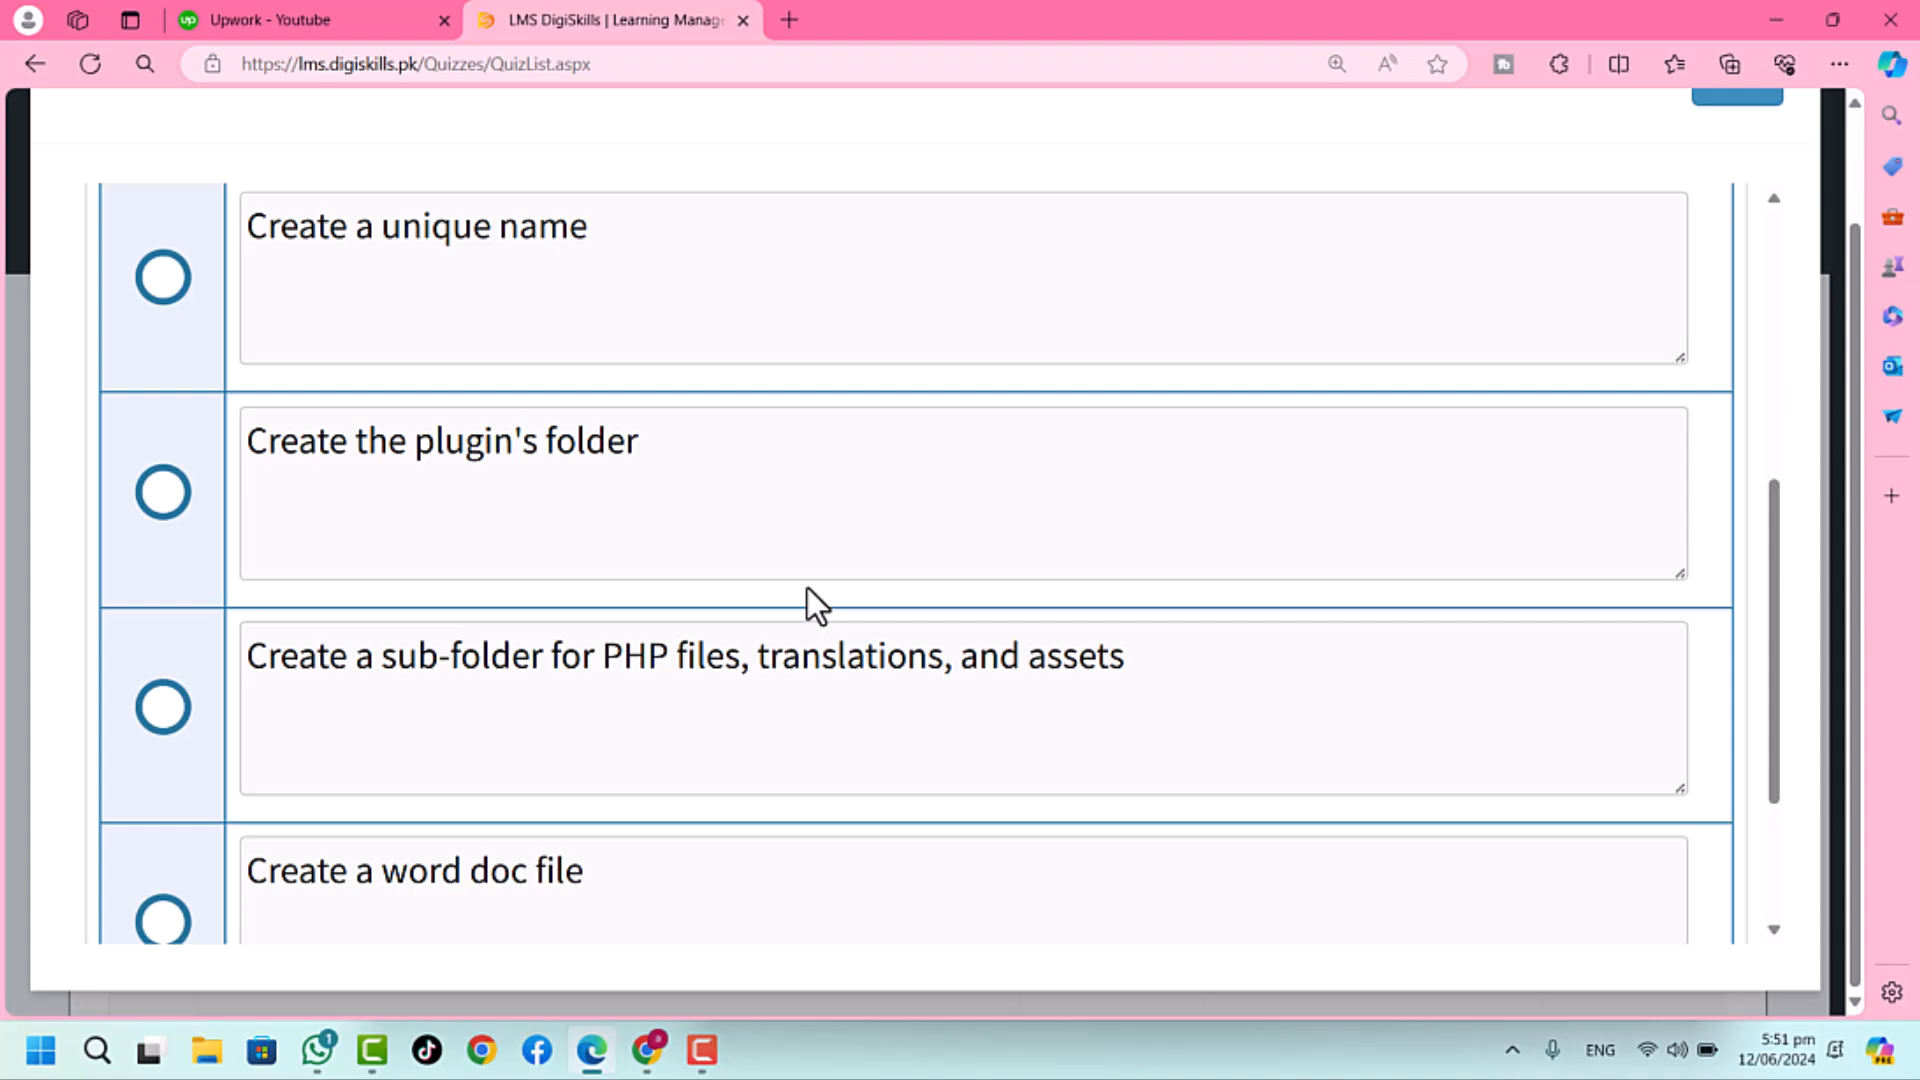 Upwork - Youtube
LMS DigiSkills | Learning Manag
https://lms.digiskills.pk/Quizzes/QuizList.aspx
Create a unique name
Create the plugin's folder
Create a sub-folder for PHP files, translations, and assets
Create a word doc file
ENG
5:51 pm
12/06/2024